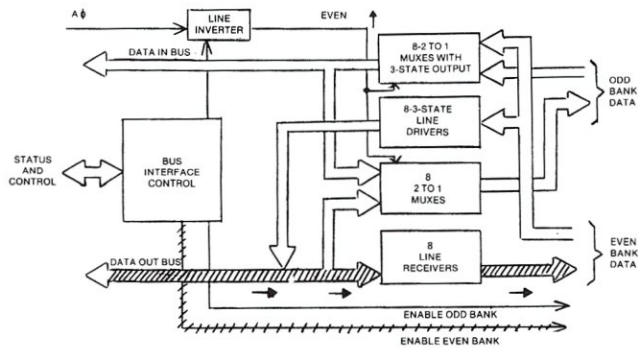 Aϕ
LINE
INVERTER
EVEN
DATA IN BUS
8-2 TO 1
MUXES WITH
3-STATE OUTPUT
ODD
BANK
DATA
8-3-STATE
LINE
DRIVERS
STATUS
AND
CONTROL
BUS
INTERFACE
CONTROL
8
2 TO 1
MUXES
DATA OUT BUS
8
LINE
RECEIVERS
EVEN
BANK
DATA
ENABLE ODD BANK
ENABLE EVEN BANK